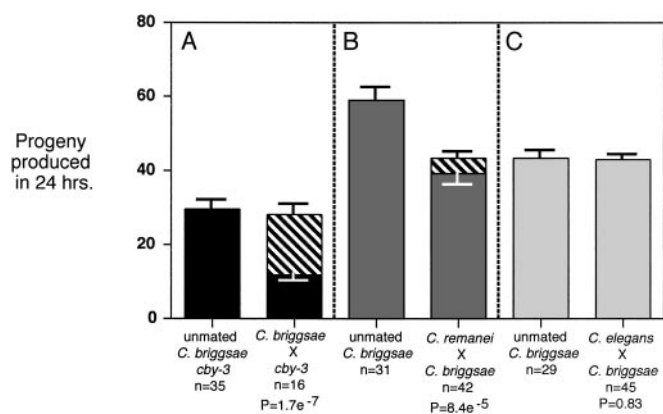 A
B
C
80
60
40
20
0
Progeny
produced
in 24 hrs.
unmated
C. briggsae
cby-3
n=35
C. briggsae
X
cby-3
n=16
P=1.7e -7
unmated
C. briggsae
n=31
C. remanei
X
C. briggsae
n=42
P=8.4e -5
unmated
C. briggsae
n=29
C. elegans
X
C. briggsae
n=45
P=0.83